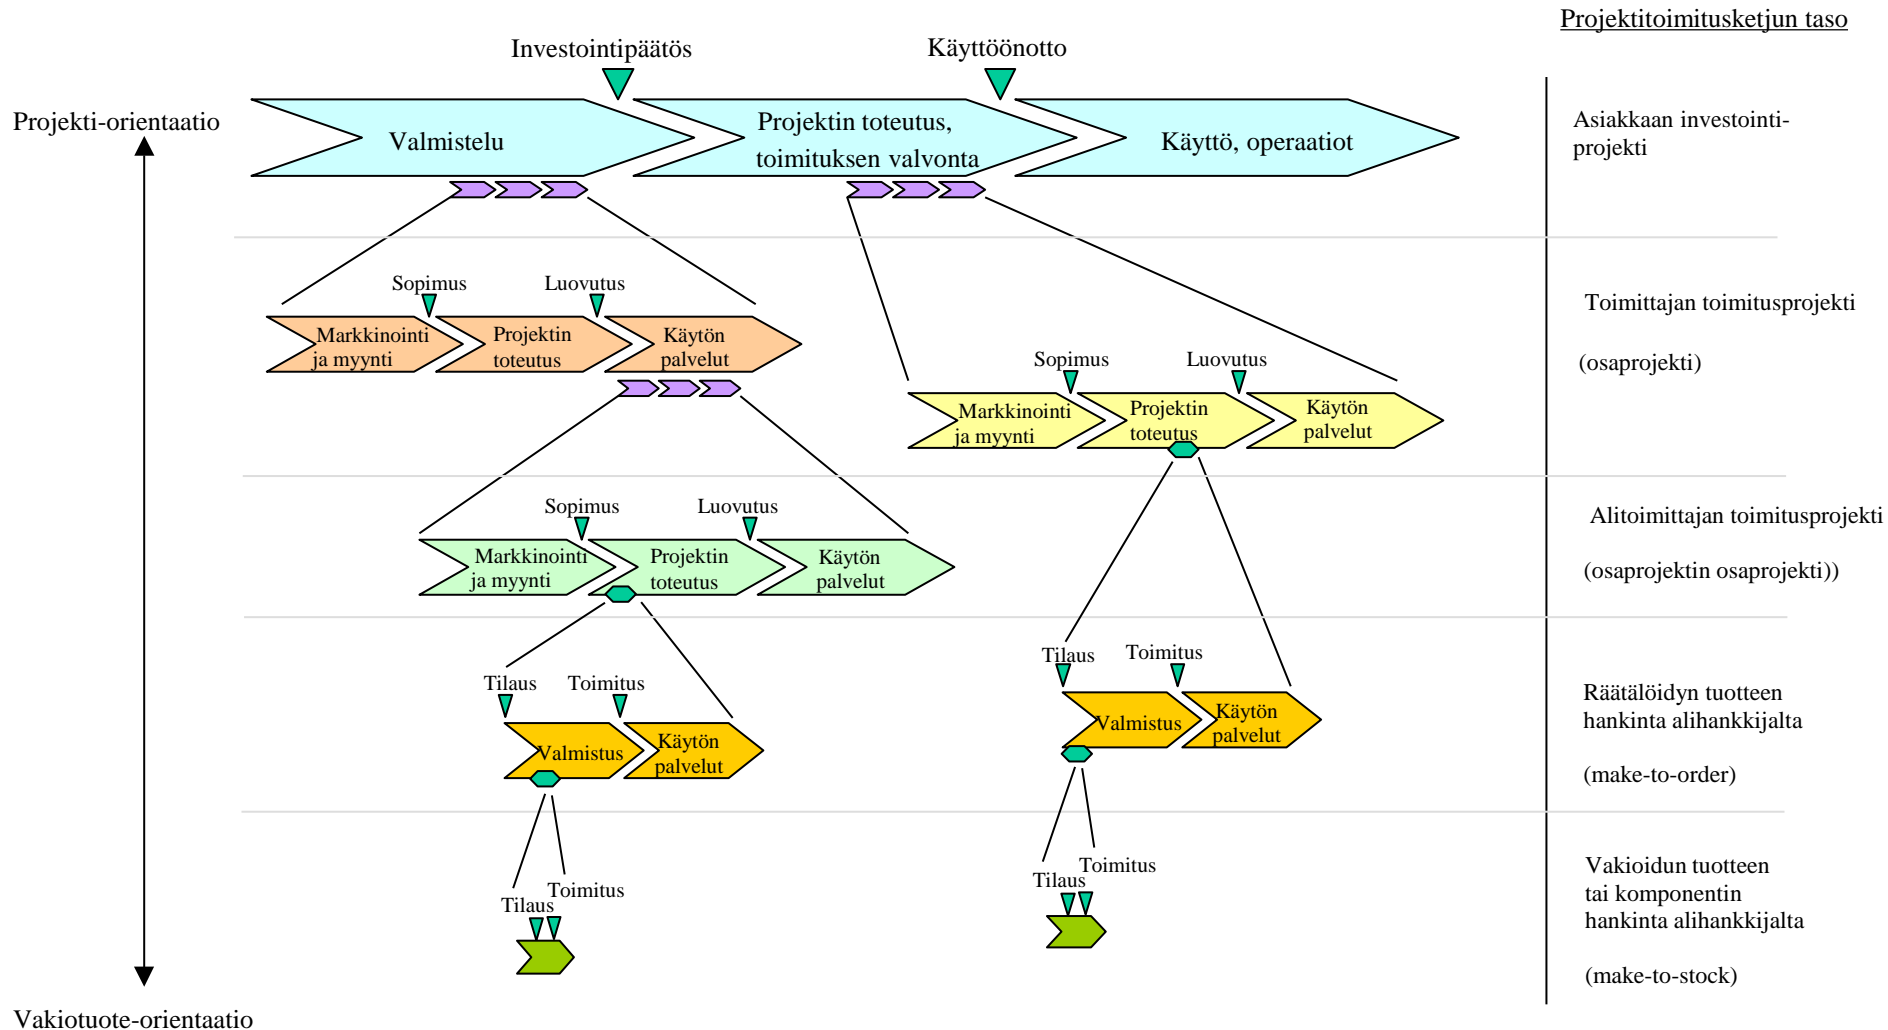 Projektitoimitusketjun taso
Investointipäätös
Käyttöönotto
Projekti-orientaatio
Valmistelu
Projektin toteutus,
toimituksen valvonta
Käyttö, operaatiot
Asiakkaan investointi-
projekti
Sopimus
Luovutus
Markkinointi
ja myynti
Projektin
toteutus
Käytön
palvelut
Sopimus
Luovutus
Markkinointi
ja myynti
Projektin
toteutus
Käytön
palvelut
Toimittajan toimitusprojekti
(osaprojekti)
Sopimus
Luovutus
Markkinointi
ja myynti
Projektin
toteutus
Käytön
palvelut
Alitoimittajan toimitusprojekti
(osaprojektin osaprojekti))
Tilaus
Toimitus
Valmistus
Käytön
palvelut
Tilaus
Toimitus
Valmistus
Käytön
palvelut
Räätälöidyn tuotteen
hankinta alihankkijalta
(make-to-order)
Toimitus
Tilaus
Toimitus
Tilaus
Vakioidun tuotteen
tai komponentin
hankinta alihankkijalta
(make-to-stock)
Vakiotuote-orientaatio